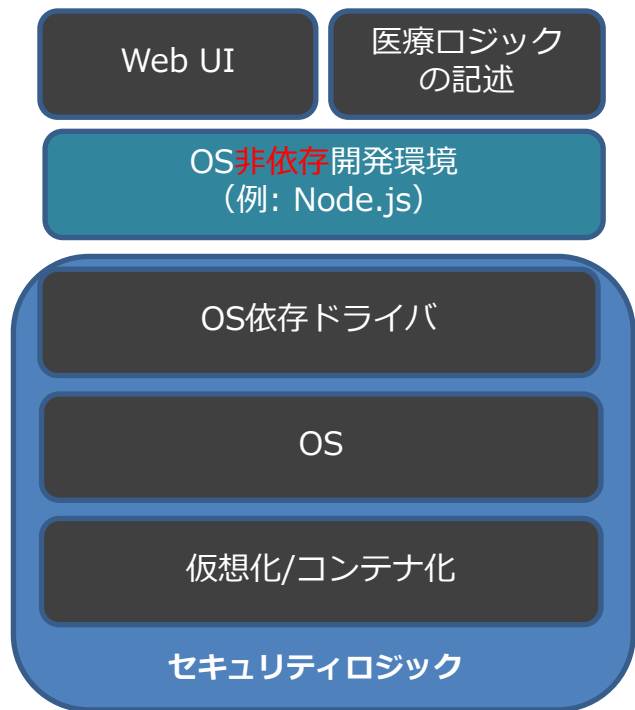 Web UI
医療ロジック
の記述
OS非依存開発環境
（例: Node.js）
OS依存ドライバ
OS
仮想化/コンテナ化
セキュリティロジック